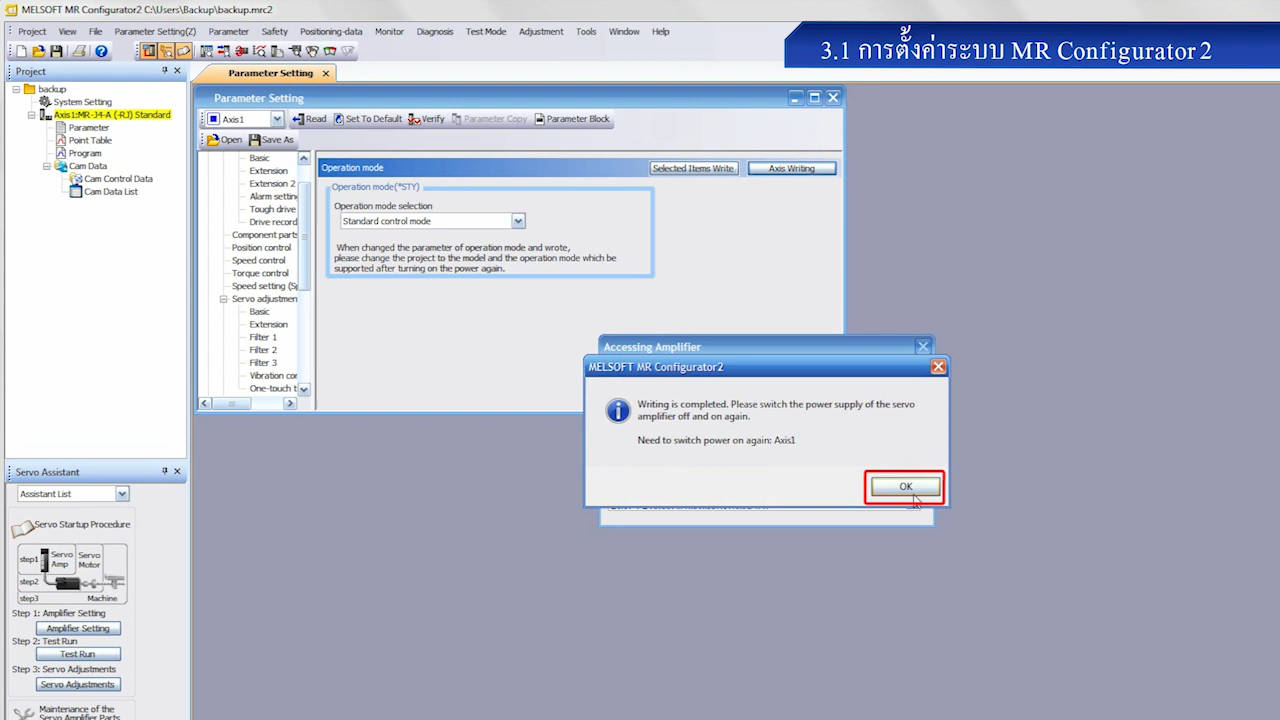 MELSOFT MR Configurator2 C:\Users\Backup\backup.mrc2
Project View File Parameter Setting(Z) Parameter Safety Positioning-data Monitor Diagnosis Test Mode Adjustment Tools Window Help
3.1 การตั้งค่าระบบ MR Configurator2
Project
Parameter Setting
backup
System Setting
Axis1:MR-J4-A (-RJ) Standard
Parameter
Point Table
Program
Cam Data
Cam Control Data
Cam Data List
Parameter Setting
Axis1 Read Set To Default Verify Parameter Copy Parameter Block
Open Save As
Basic
Extension
Extension 2
Alarm settin
Tough drive
Drive record
Component parts
Position control
Speed control
Torque control
Speed setting (Sp
Servo adjustmen
Basic
Extension
Filter 1
Filter 2
Filter 3
Vibration con
One-touch t
Operation mode
Selected Items Write
Axis Writing
Operation mode(*STY)
Operation mode selection
Standard control mode
When changed the parameter of operation mode and wrote,
please change the project to the model and the operation mode which be
supported after turning on the power again.
Accessing Amplifier
MELSOFT MR Configurator2
Writing is completed. Please switch the power supply of the servo
amplifier off and on again.
Need to switch power on again: Axis1
OK
Servo Assistant
Assistant List
Servo Startup Procedure
step1
Servo
Amp
Servo
Motor
step2
step3
Machine
Step 1: Amplifier Setting
Amplifier Setting
Step 2: Test Run
Test Run
Step 3: Servo Adjustments
Servo Adjustments
Maintenance of the
Servo Amplifier Parts